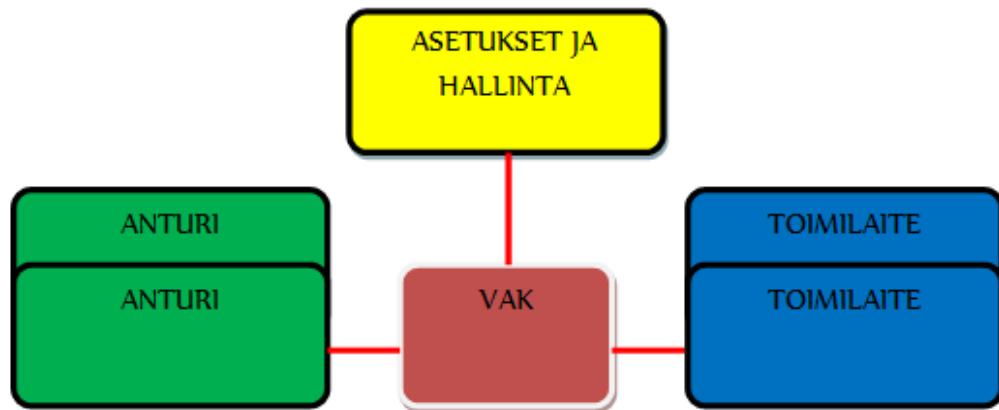 ASETUKSET JA
HALLINTA
ANTURI
TOIMILAITE
ANTURI
VAK
TOIMILAITE